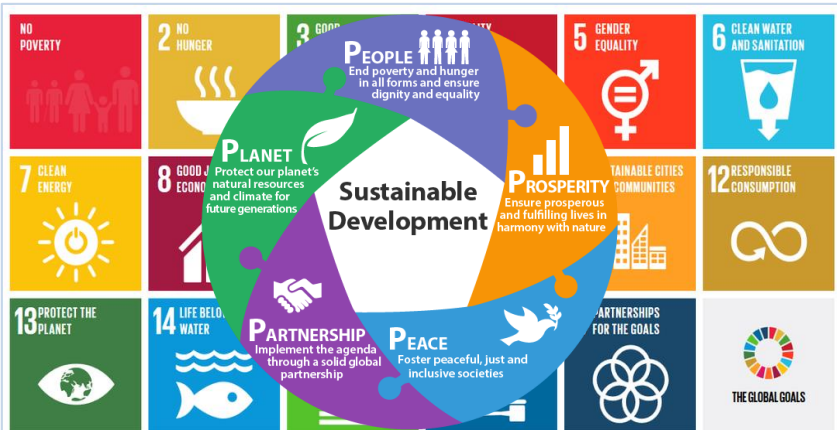 NO
POVERTY
2 NO
HUNGER
3
5 GENDER
EQUALITY
6 CLEAN WATER
AND SANITATION
PEOPLE
End poverty and hunger
in all forms and ensure
dignity and equality
7 CLEAN
ENERGY
8 GOOD
PLANET
Protect our planet's
natural resources
and climate for
future generations
Sustainable
Development
PROSPERITY
Ensure prosperous
and fulfilling lives in
harmony with nature
CITIES
COMMUNITIES
12 RESPONSIBLE
CONSUMPTION
13 PROTECT THE
PLANET
14 LIFE
WATER
PARTNERSHIP
Implement the agenda
through a solid global
partnership
PEACE
Foster peaceful, just and
inclusive societies
PARTNERSHIPS
FOR THE GOALS
THE GLOBAL GOALS